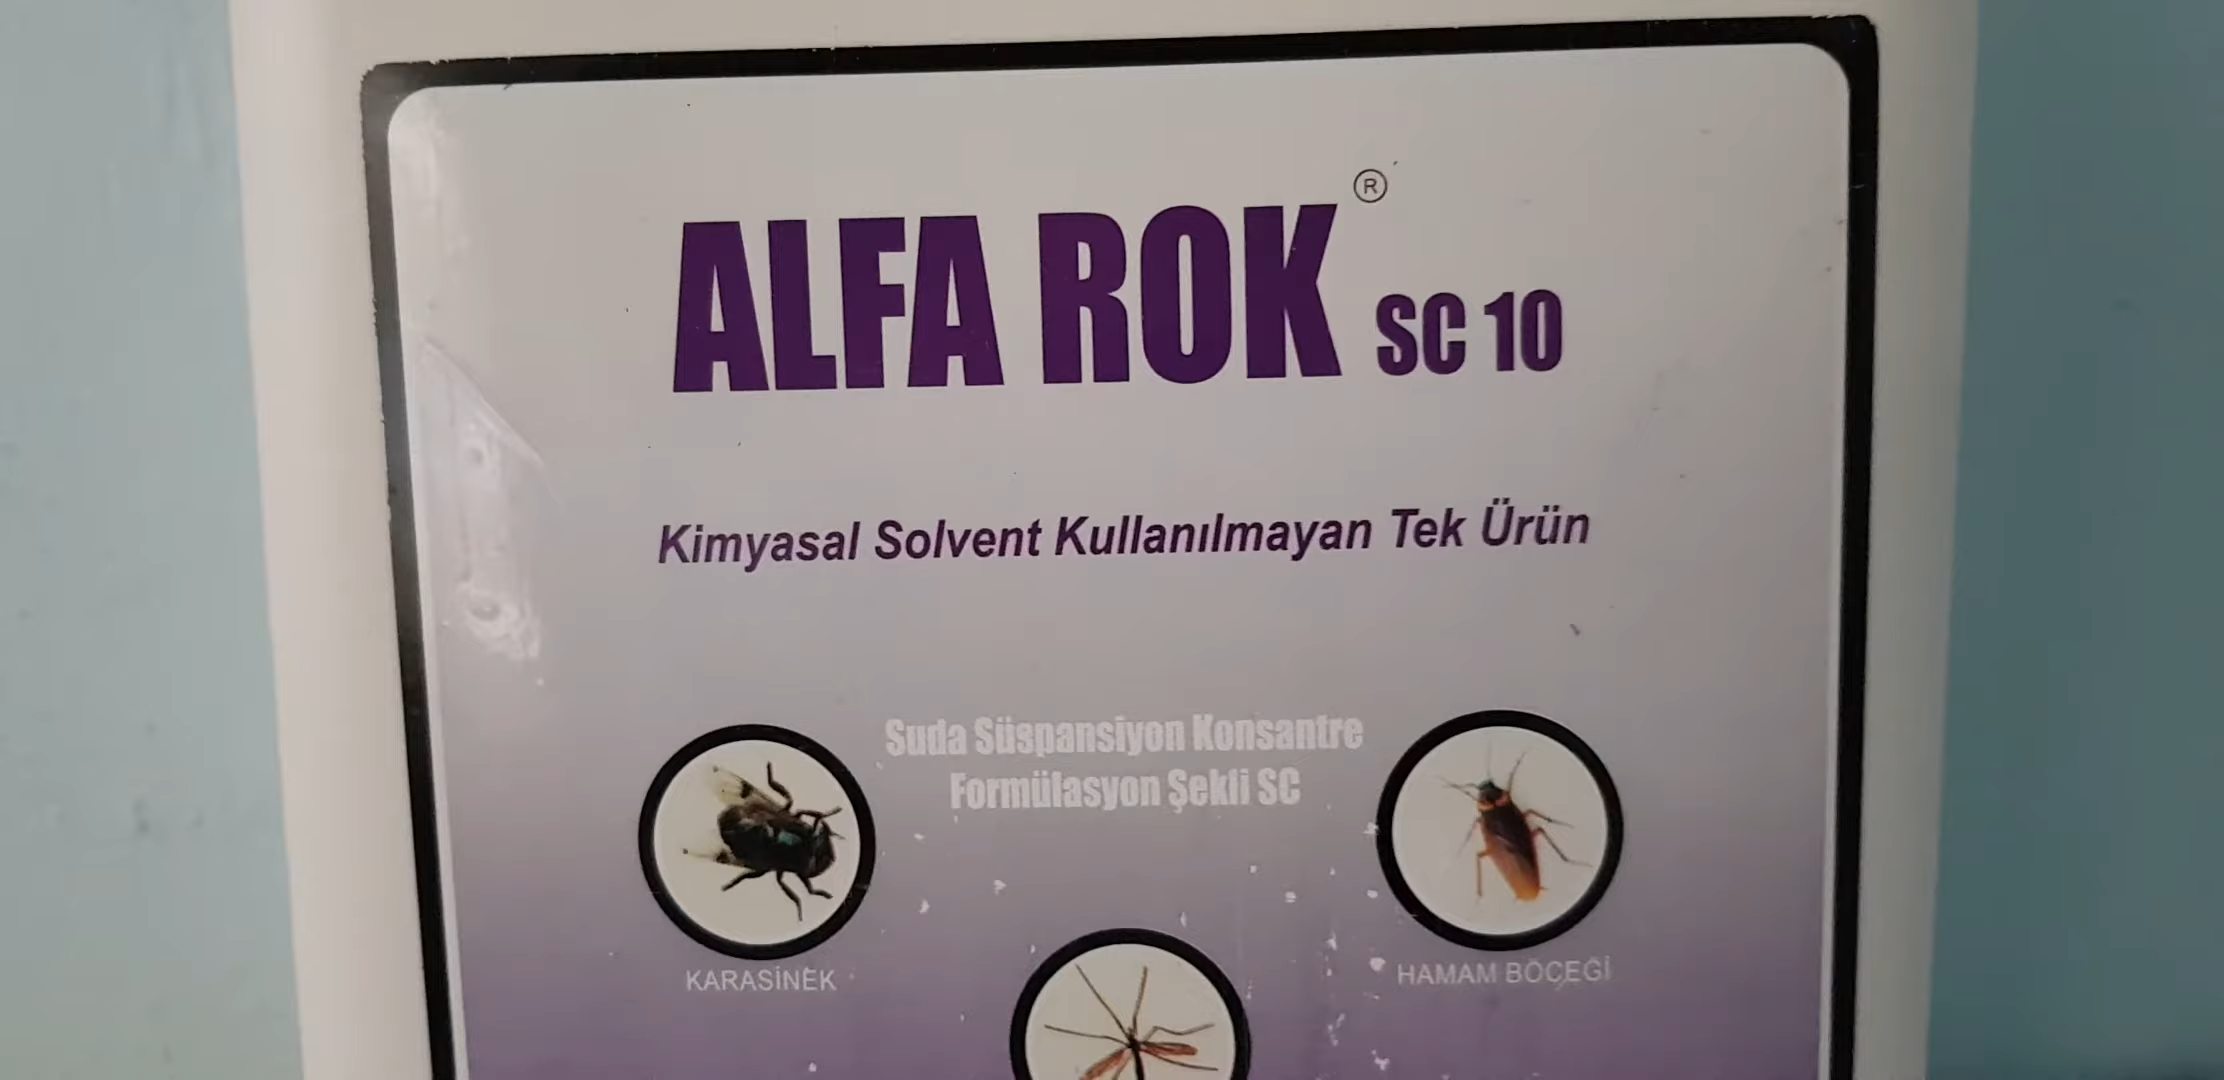 ALFA ROK ® SC 10
Kimyasal Solvent Kullanılmayan Tek Ürün
Suda Süspansiyon Konsantre
Formülasyon Şekli SC
KARASİNEK
HAMAM BÖCEĞİ